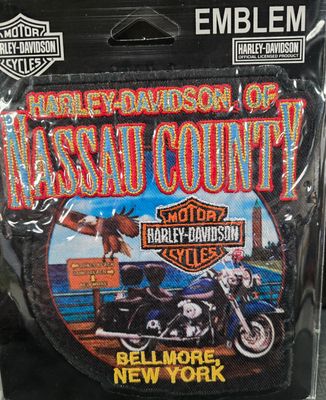 MOTOR
HARLEY-DAVIDSON
CYCLES
EMBLEM
HARLEY-DAVIDSON
OFFICIAL LICENSED PRODUCT
HARLEY-DAVIDSON OF
NASSAU COUNTY
MOTOR
HARLEY-DAVIDSON
CYCLES
BELLMORE,
NEW YORK